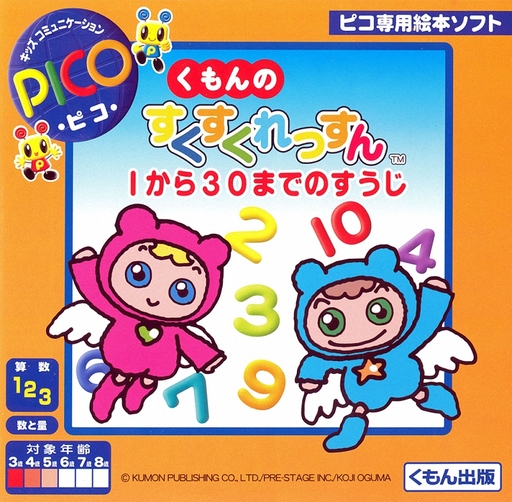 キッズ コミュニケーション
PICO
・ピコ・
ピコ専用絵本ソフト
くもんの
すくすくれっすん™
1から30までのすうじ
2
10
4
3
6
7
9
算数
123
数と量
対象年齢
3歳 4歳 5歳 6歳 7歳 8歳
© KUMON PUBLISHING CO., LTD/PRE-STAGE INC/KOJI OGUMA
くもん出版